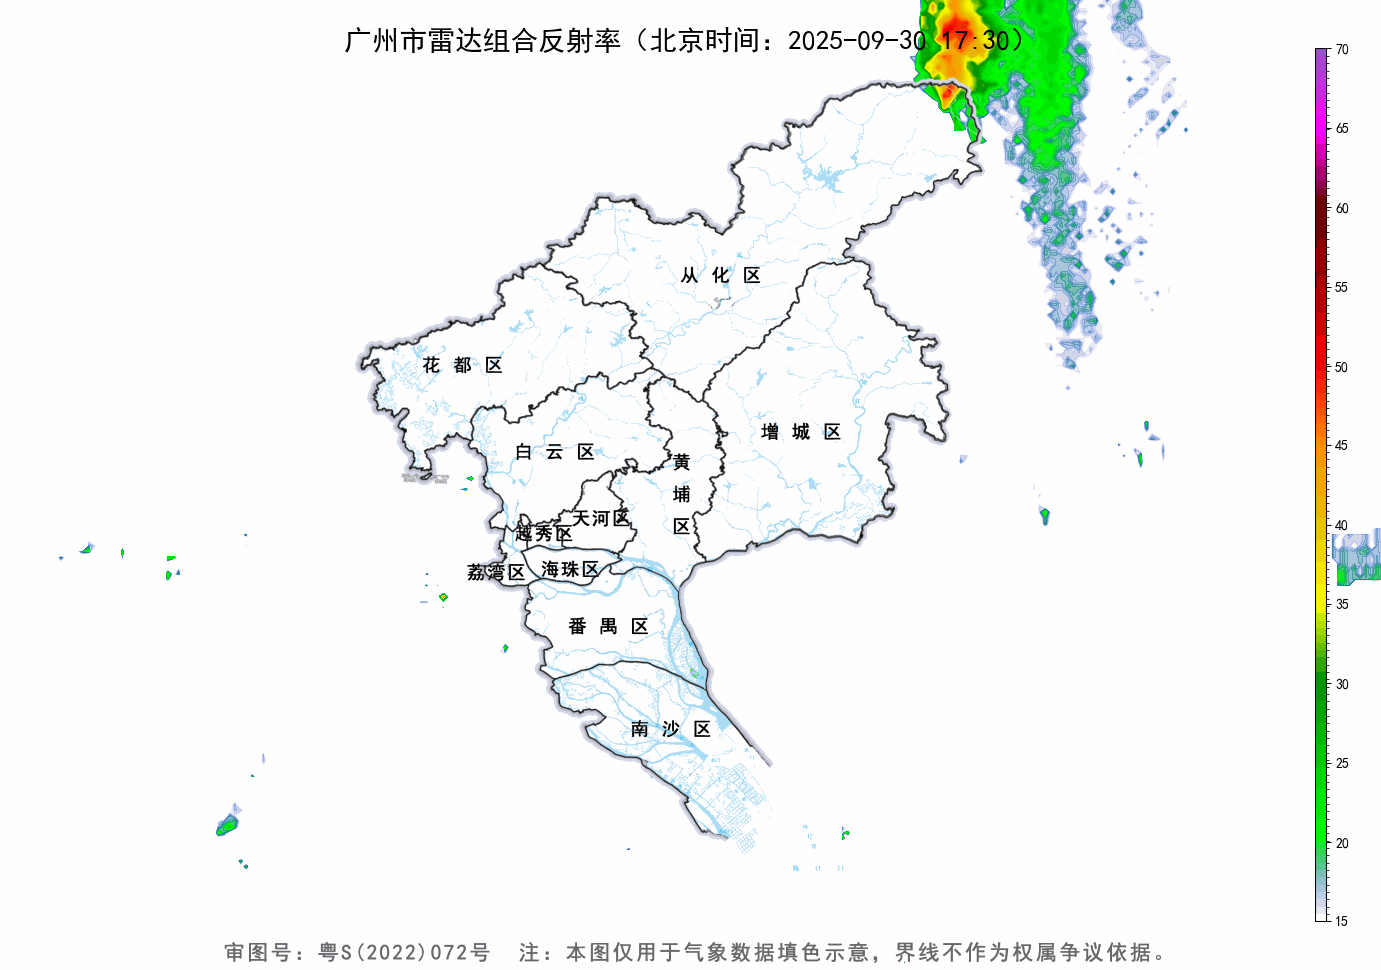 广州市雷达组合反射率（北京时间：2025-09-30 17:30）
70
65
60
55
50
45
40
35
30
25
20
15
从化区
花都区
增城区
白云区
黄埔区
天河区
越秀区
海珠区
荔湾区
番禺区
南沙区
审图号：粤S(2022)072号 注：本图仅用于气象数据填色示意，界线不作为权属争议依据。